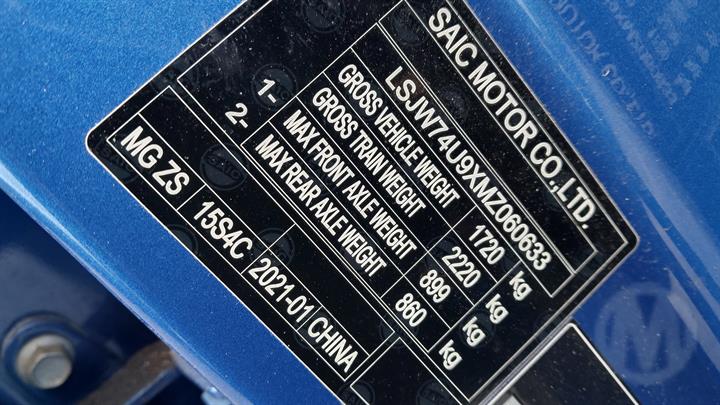 SAIC MOTOR CO.,LTD.
LSJW74U9XMZ060633
GROSS VEHICLE WEIGHT 1720 kg
GROSS TRAIN WEIGHT 2220 kg
1- MAX FRONT AXLE WEIGHT 899 kg
2- MAX REAR AXLE WEIGHT 860 kg
MG ZS 15S4C 2021-01 CHINA